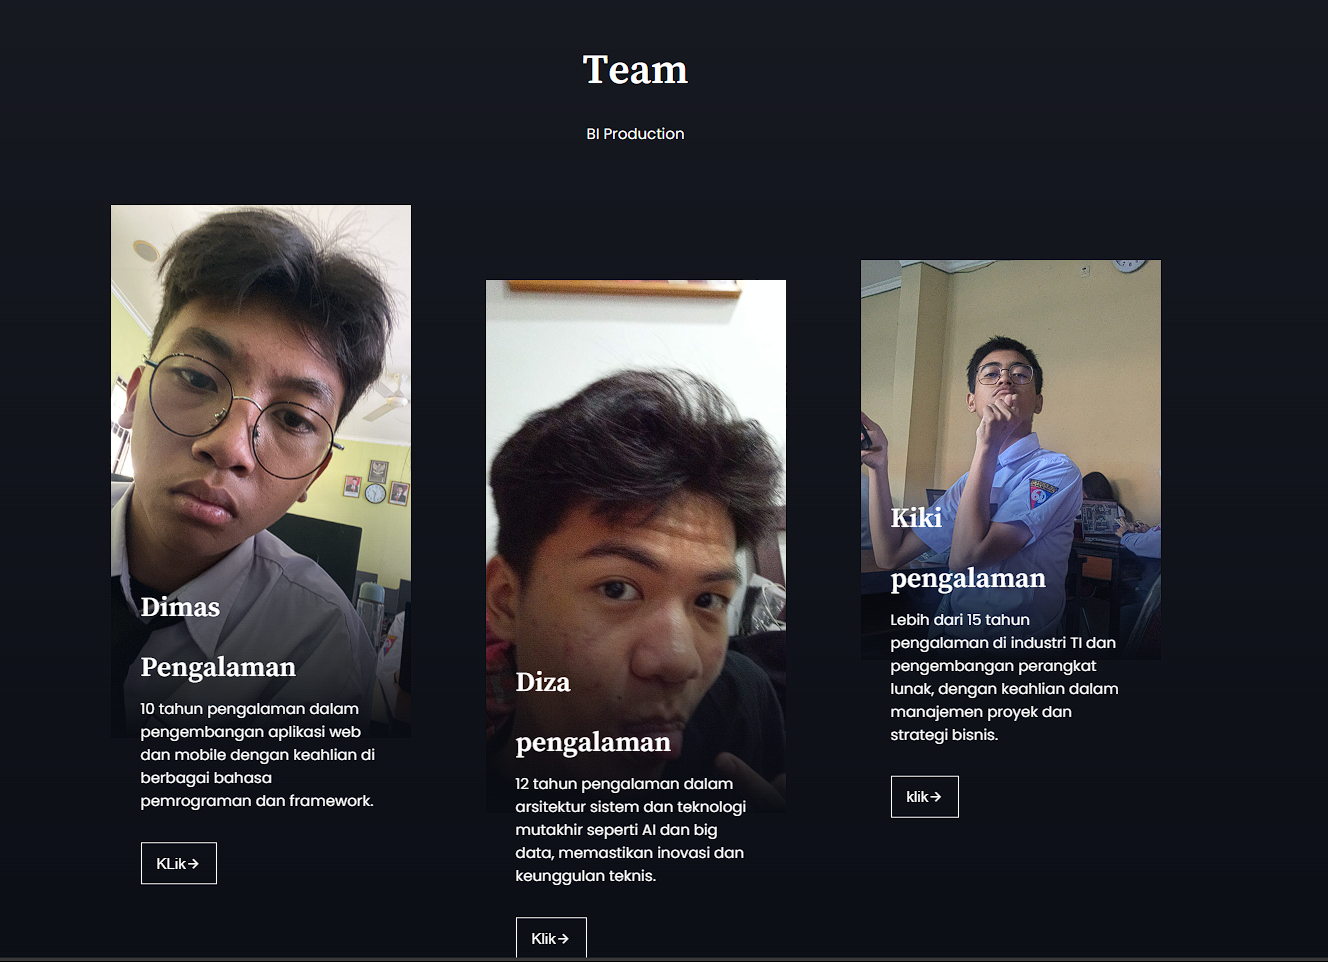 Team
BI Production
Dimas
Pengalaman
10 tahun pengalaman dalam
pengembangan aplikasi web
dan mobile dengan keahlian di
berbagai bahasa
pemrograman dan framework.
KLik→
Diza
pengalaman
12 tahun pengalaman dalam
arsitektur sistem dan teknologi
mutakhir seperti AI dan big
data, memastikan inovasi dan
keunggulan teknis.
Klik→
Kiki
pengalaman
Lebih dari 15 tahun
pengalaman di industri TI dan
pengembangan perangkat
lunak, dengan keahlian dalam
manajemen proyek dan
strategi bisnis.
klik→